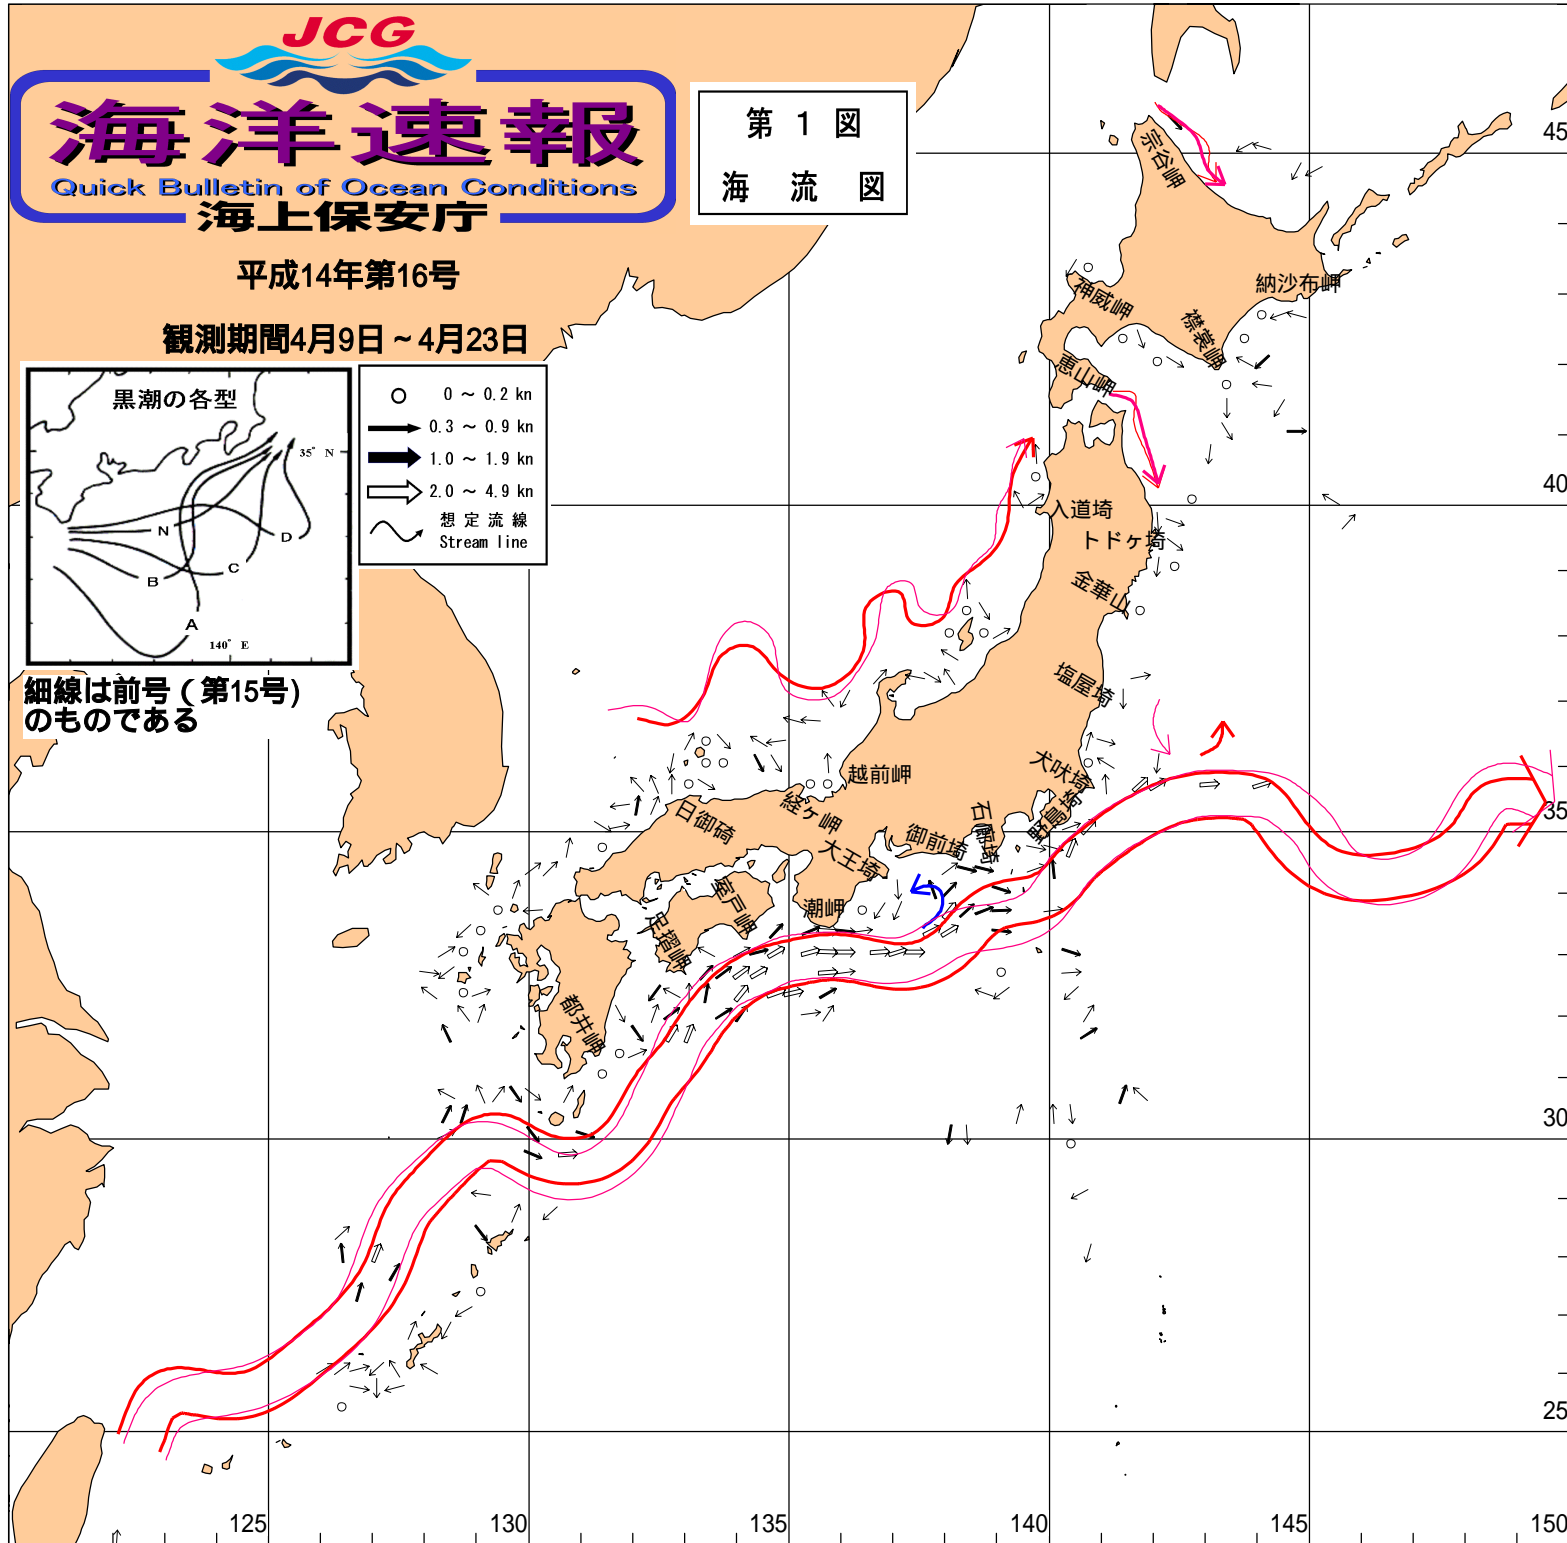 JCG
海洋速報
Quick Bulletin of Ocean Conditions
海上保安庁
平成14年第16号
観測期間4月9日～4月23日
第 1 図
海 流 図
黒潮の各型
35° N
N
D
B
C
A
140° E
0 ～ 0.2 kn
0.3 ～ 0.9 kn
1.0 ～ 1.9 kn
2.0 ～ 4.9 kn
想 定 流 線
Stream line
細線は前号（第15号)
のものである
宗谷岬
納沙布岬
神威岬
襟裳岬
恵山岬
入道埼
トドヶ埼
金華山
塩屋埼
犬吠埼
野島埼
越前岬
経ヶ岬
日御碕
石廊埼
御前埼
大王埼
室戸岬
潮岬
足摺岬
都井岬
45
40
35
30
25
125
130
135
140
145
150